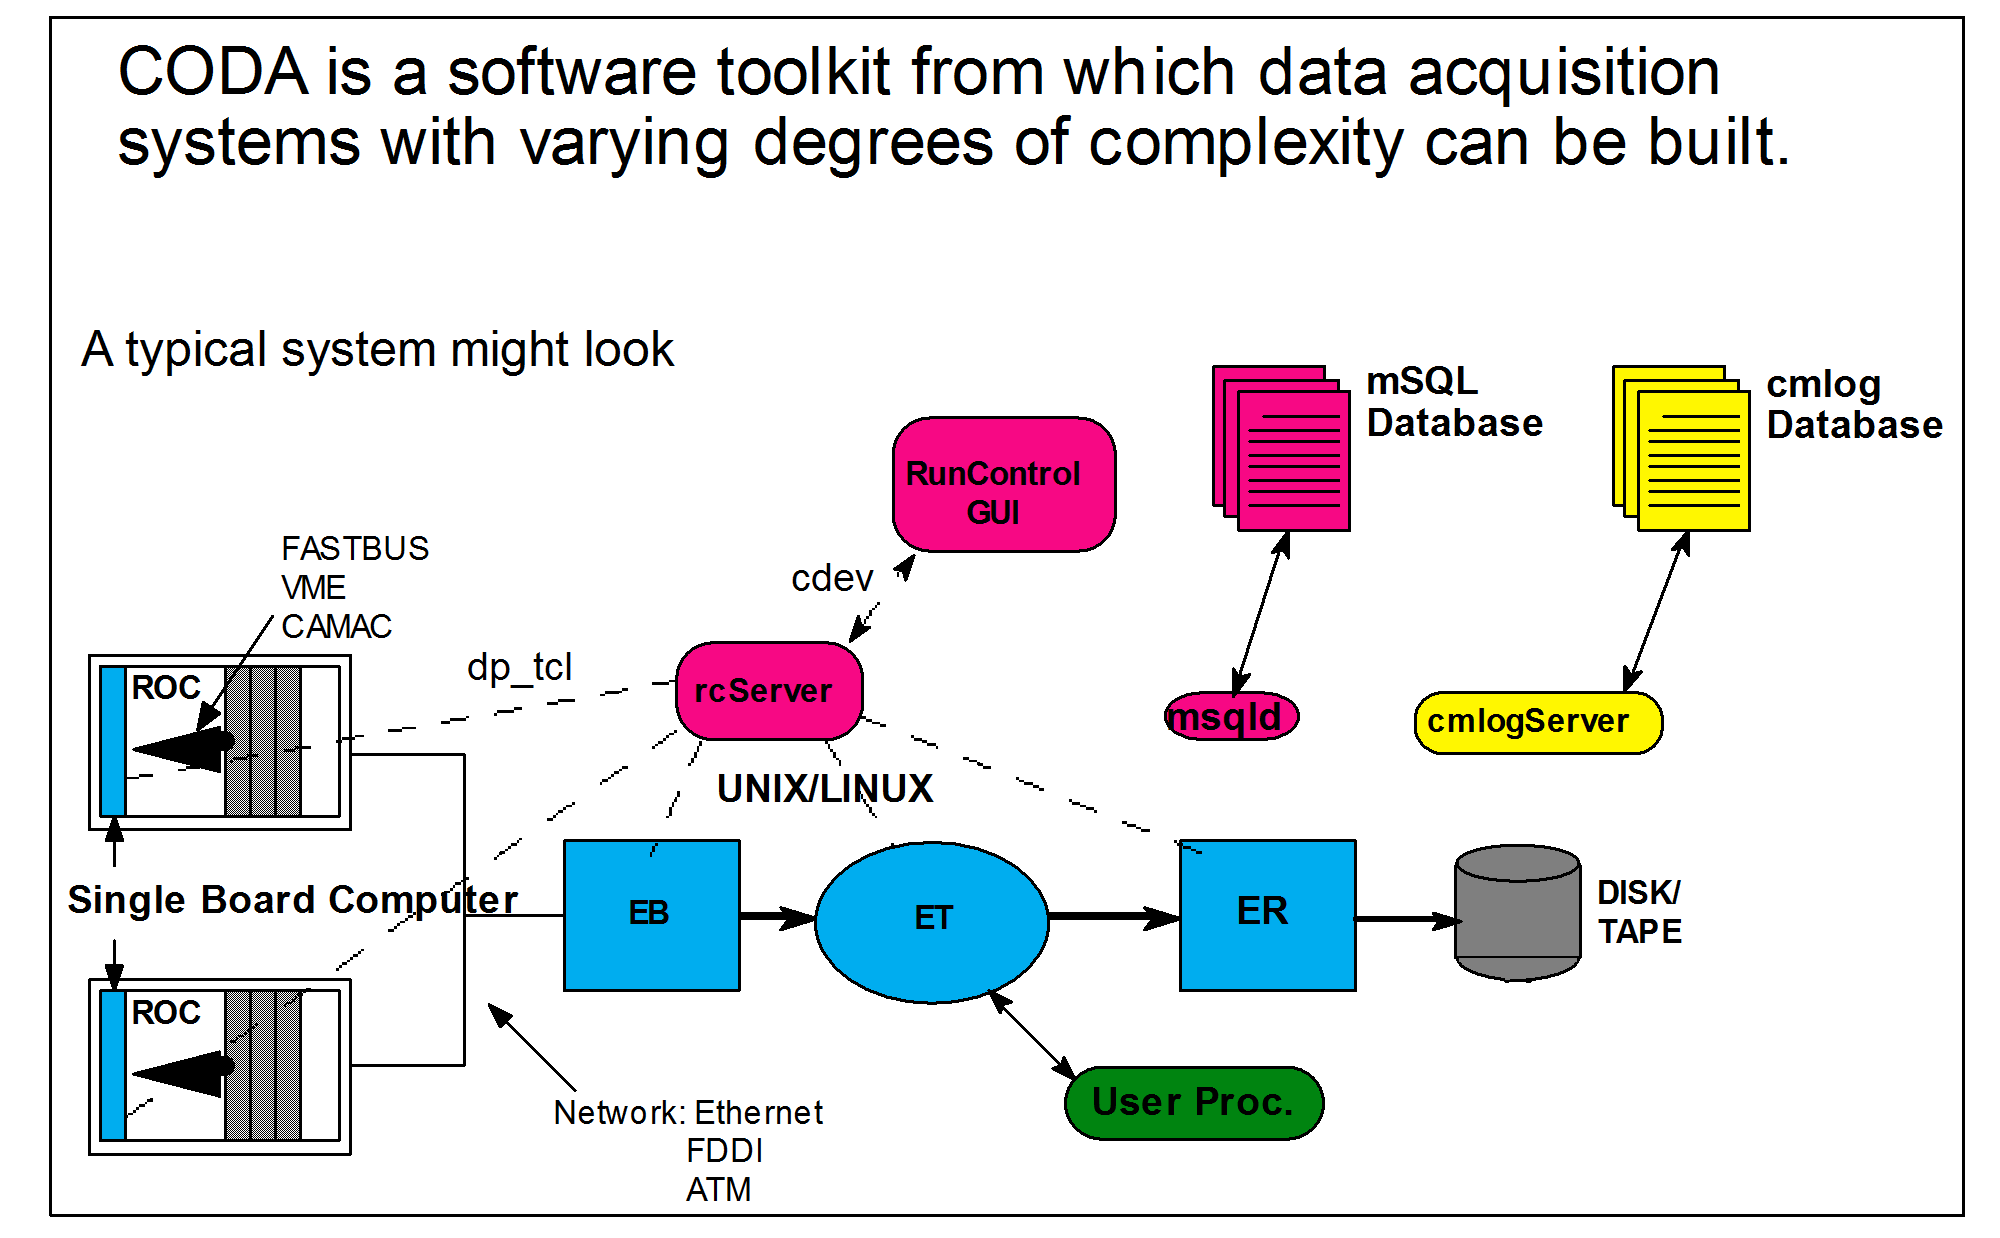 CODA is a software toolkit from which data acquisition
systems with varying degrees of complexity can be built.
A typical system might look
mSQL
Database
cmlog
Database
RunControl
GUI
FASTBUS
VME
CAMAC
cdev
dp_tcl
ROC
rcServer
msqld
cmlogServer
UNIX/LINUX
Single Board Computer
EB
ET
ER
DISK/
TAPE
ROC
User Proc.
Network: Ethernet
FDDI
ATM